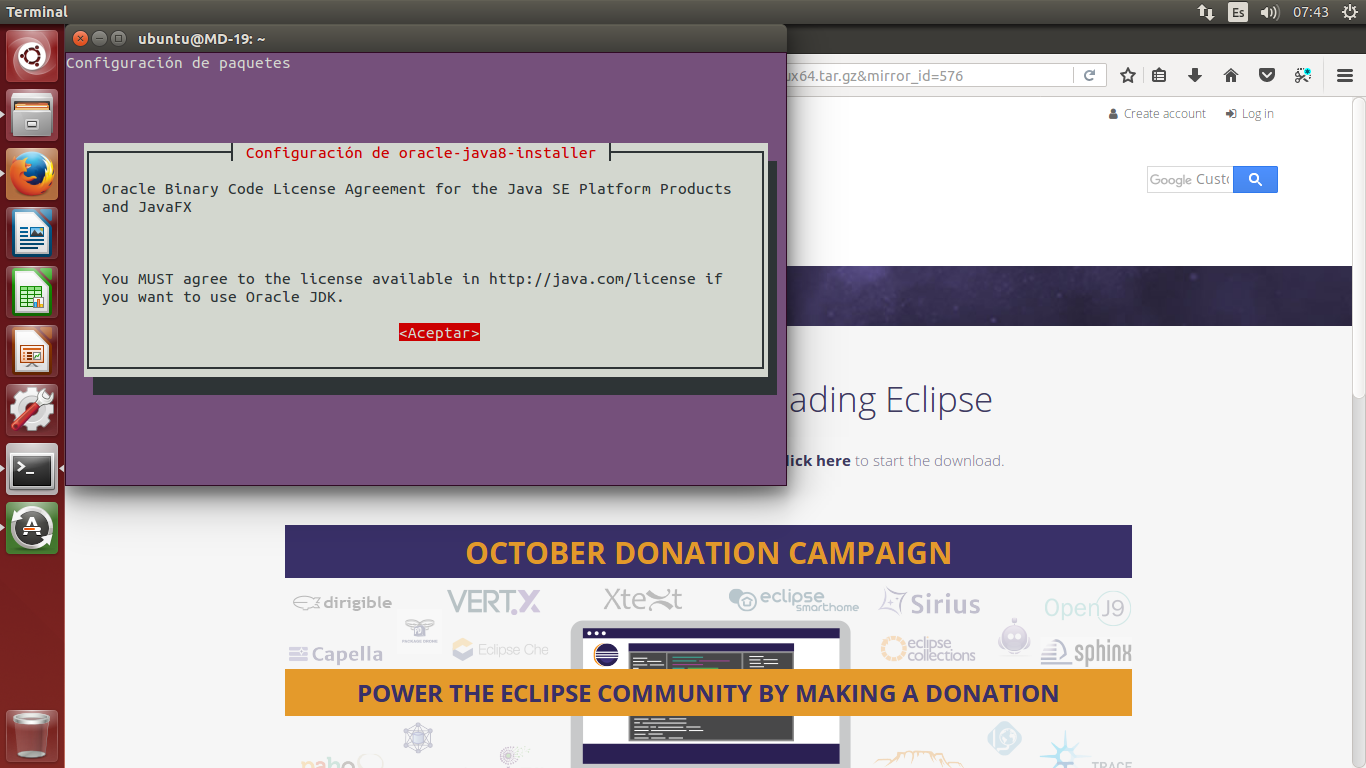 Terminal
Es
07:43
ubuntu@MD-19: ~
Configuración de paquetes
Configuración de oracle-java8-installer
Oracle Binary Code License Agreement for the Java SE Platform Products
and JavaFX
You MUST agree to the license available in http://java.com/license if
you want to use Oracle JDK.
<Aceptar>
ux64.tar.gz&mirror_id=576
Create account
Log in
Google Cust
ading Eclipse
lick here to start the download.
OCTOBER DONATION CAMPAIGN
dirigible
VERT.X
Xtext
eclipse
smarthome
Sirius
OpenJ9
Capella
PACKAGE DRONE
Eclipse Che
eclipse
collections
sphinx
POWER THE ECLIPSE COMMUNITY BY MAKING A DONATION
paho
TRACE